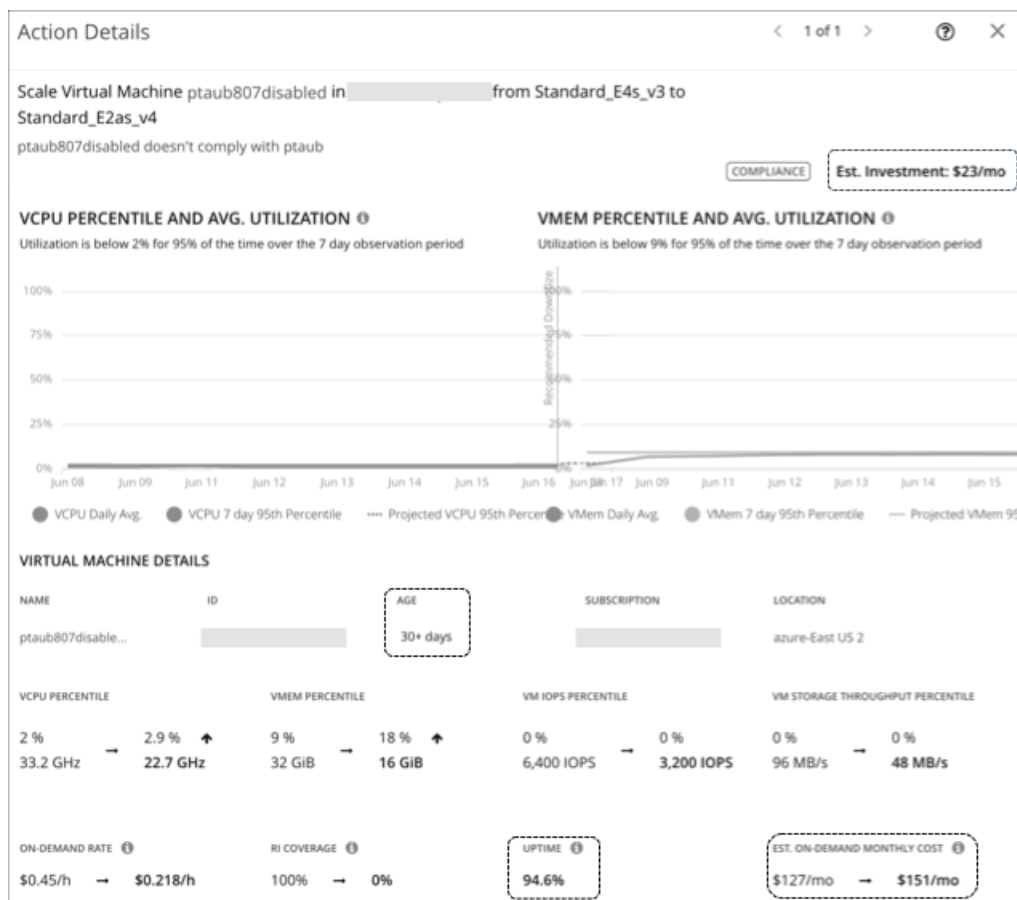 Action Details
1 of 1
Scale Virtual Machine ptaub807disabled in from Standard_E4s_v3 to
Standard_E2as_v4
ptaub807disabled doesn't comply with ptaub
COMPLIANCE
Est. Investment: $23/mo
VCPU PERCENTILE AND AVG. UTILIZATION
Utilization is below 2% for 95% of the time over the 7 day observation period
100%
75%
50%
25%
0%
Jun 08 Jun 09 Jun 11 Jun 12 Jun 13 Jun 14 Jun 15 Jun 16 Jun 17
VCPU Daily Avg. VCPU 7 day 95th Percentile Projected VCPU 95th
Recommended Downsize
VMEM PERCENTILE AND AVG. UTILIZATION
Utilization is below 9% for 95% of the time over the 7 day observation period
100%
75%
50%
25%
0%
Jun 09 Jun 11 Jun 12 Jun 13 Jun 14 Jun 15
VMem Daily Avg. VMem 7 day 95th Percentile Projected VMem
VIRTUAL MACHINE DETAILS
NAME ID AGE SUBSCRIPTION LOCATION
ptaub807disable... 30+ days azure-East US 2
VCPU PERCENTILE VMEM PERCENTILE VM IOPS PERCENTILE VM STORAGE THROUGHPUT PERCENTILE
2 % → 2.9 % ↑ 9 % → 18 % ↑ 0 % → 0 % 0 % → 0 %
33.2 GHz 22.7 GHz 32 GiB 16 GiB 6,400 IOPS 3,200 IOPS 96 MB/s 48 MB/s
ON-DEMAND RATE RI COVERAGE UPTIME EST. ON-DEMAND MONTHLY COST
$0.45/h → $0.218/h 100% → 0% 94.6% $127/mo → $151/mo